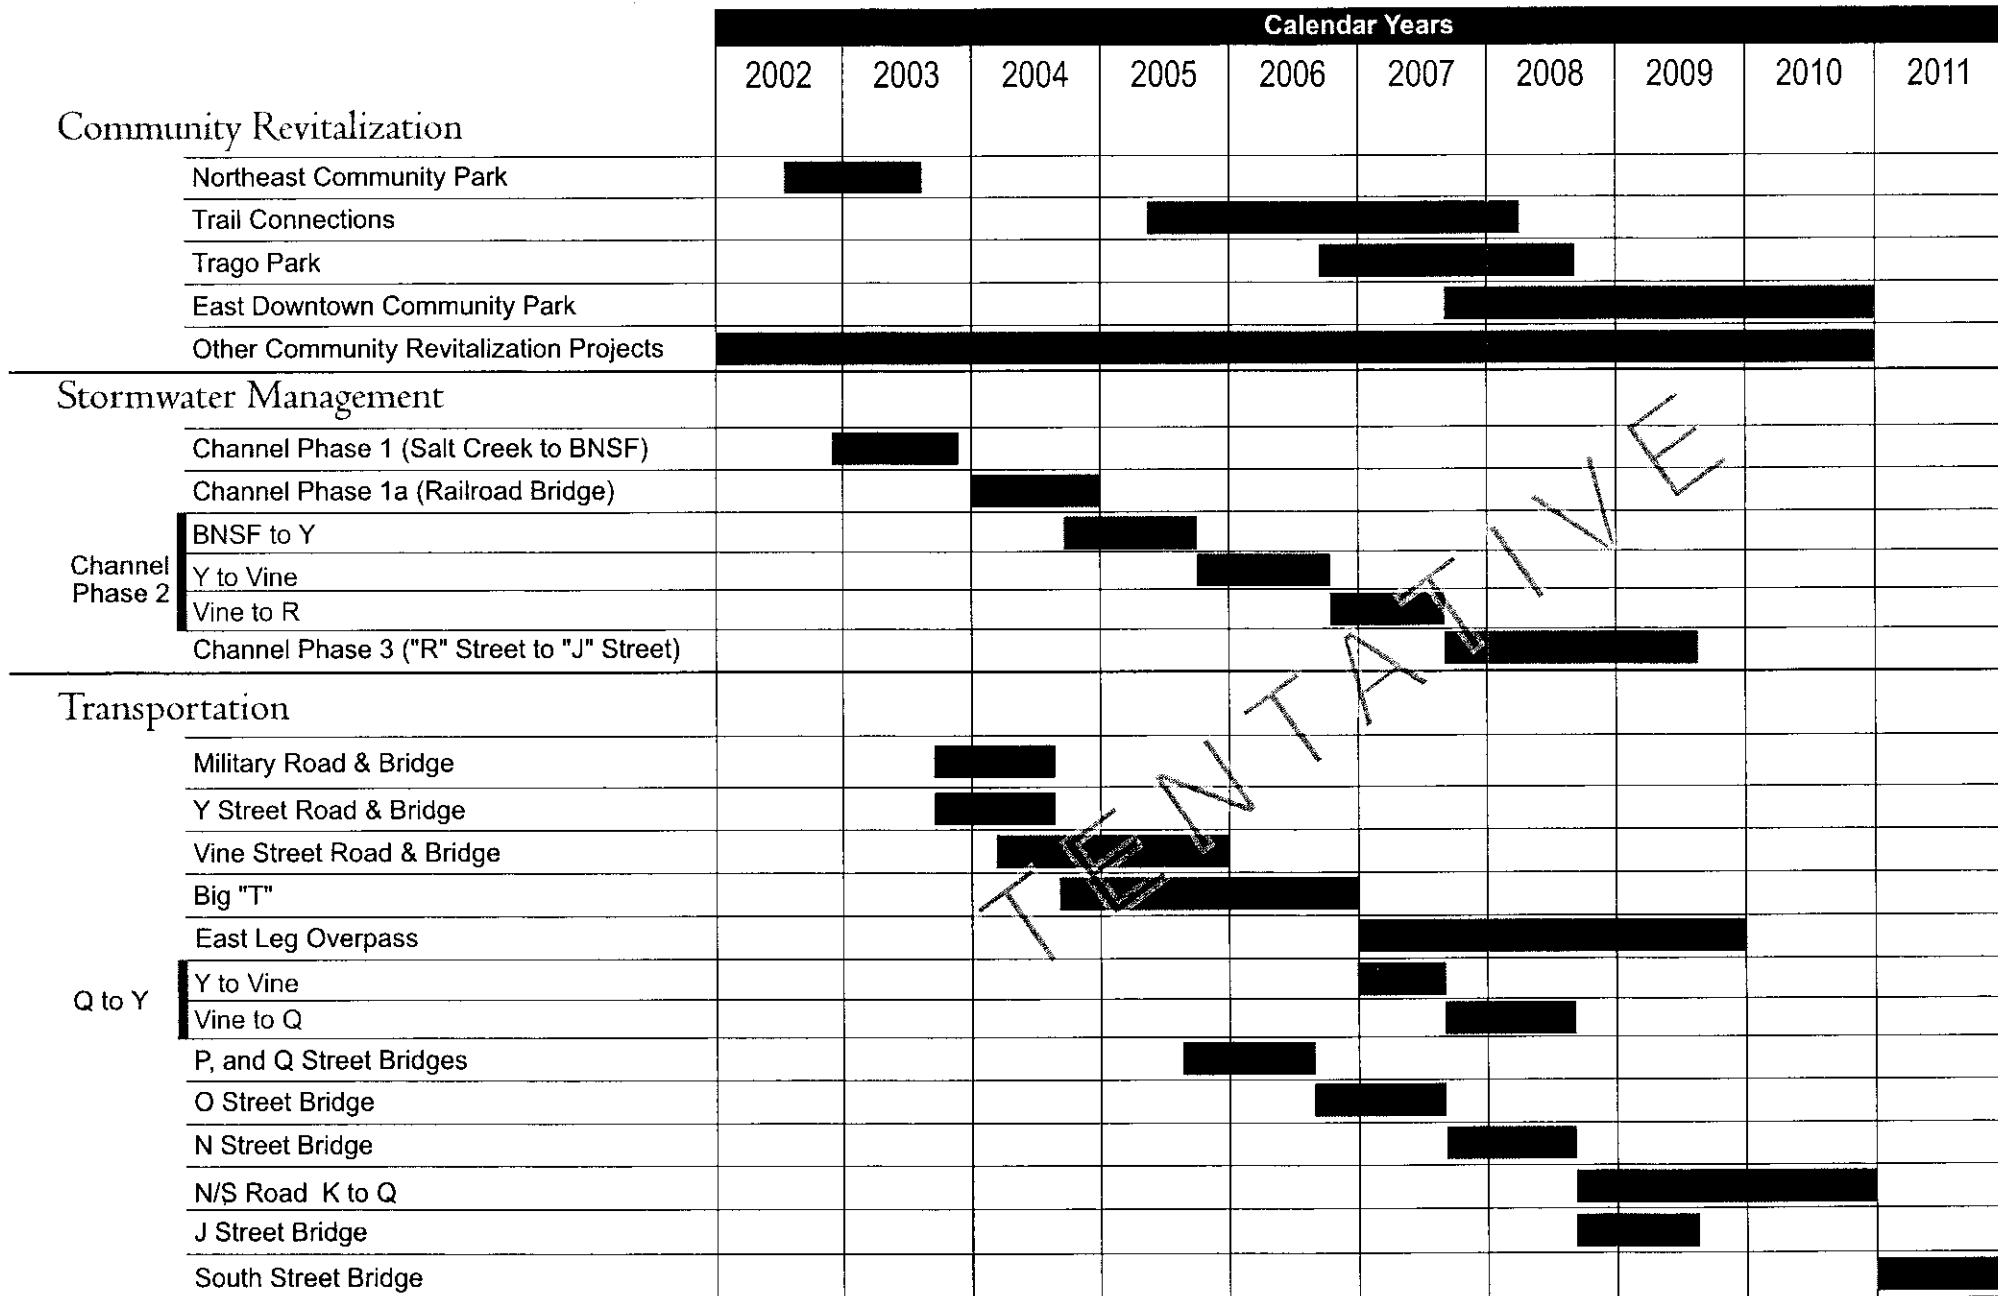 Calendar Years
2002 2003 2004 2005 2006 2007 2008 2009 2010 2011
Community Revitalization
Northeast Community Park
Trail Connections
Trago Park
East Downtown Community Park
Other Community Revitalization Projects
Stormwater Management
Channel Phase 1 (Salt Creek to BNSF)
Channel Phase 1a (Railroad Bridge)
Channel
Phase 2
BNSF to Y
Y to Vine
Vine to R
Channel Phase 3 ("R" Street to "J" Street)
Transportation
Military Road & Bridge
Y Street Road & Bridge
Vine Street Road & Bridge
Big "T"
East Leg Overpass
Q to Y
Y to Vine
Vine to Q
P, and Q Street Bridges
O Street Bridge
N Street Bridge
N/S Road K to Q
J Street Bridge
South Street Bridge
TENTATIVE